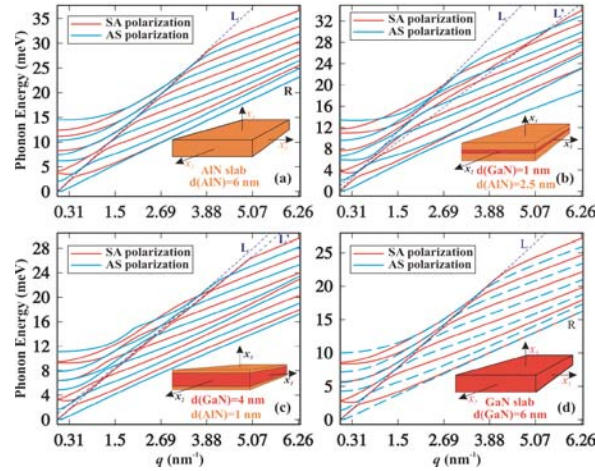 Phonon Energy (meV)
35
30
25
20
15
10
5
0
SA polarization
AS polarization
L
R
AlN slab
d(AlN)=6 nm
(a)
0.31 1.5 2.69 3.88 5.07 6.26
Phonon Energy (meV)
32
28
24
20
16
12
8
4
0
SA polarization
AS polarization
L
L'
d(GaN)=1 nm
d(AlN)=2.5 nm
(b)
0.31 1.5 2.69 3.88 5.07 6.26
Phonon Energy (meV)
28
24
20
16
12
8
4
0
SA polarization
AS polarization
L
L'
d(GaN)=4 nm
d(AlN)=1 nm
(c)
0.31 1.5 2.69 3.88 5.07 6.26
q (nm⁻¹)
Phonon Energy (meV)
25
20
15
10
5
0
SA polarization
AS polarization
L
R
GaN slab
d(GaN)=6 nm
(d)
0.31 1.5 2.69 3.88 5.07 6.26
q (nm⁻¹)